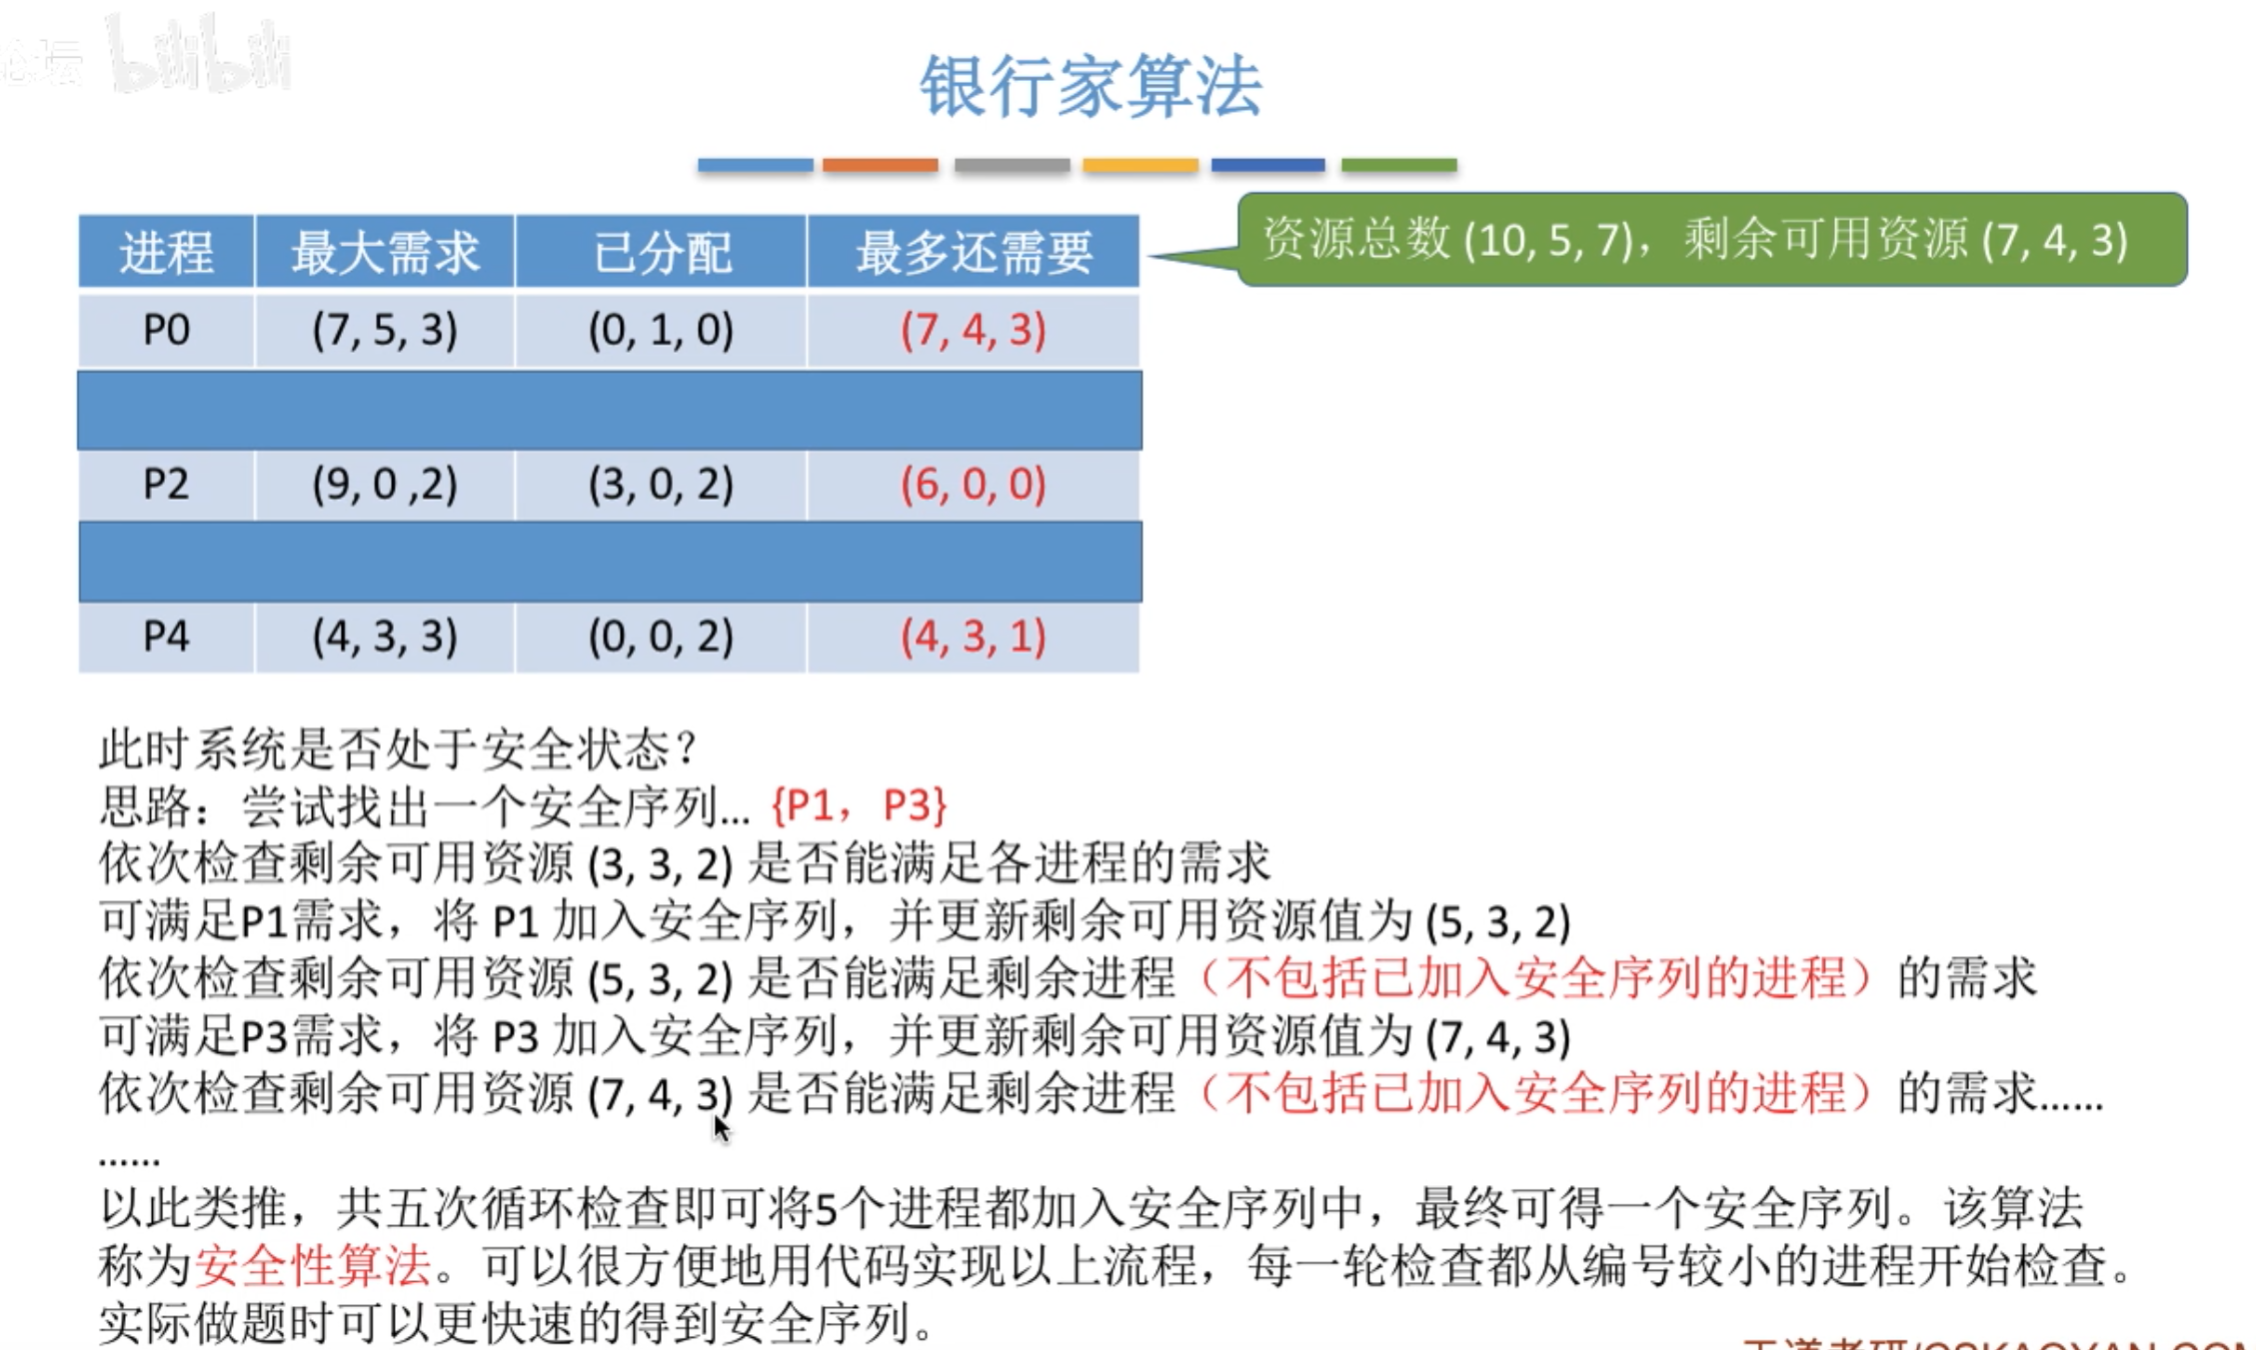 bilibili
银行家算法
资源总数 (10, 5, 7)，剩余可用资源 (7, 4, 3)
进程 最大需求 已分配 最多还需要
P0 (7, 5, 3) (0, 1, 0) (7, 4, 3)
P2 (9, 0 ,2) (3, 0, 2) (6, 0, 0)
P4 (4, 3, 3) (0, 0, 2) (4, 3, 1)
此时系统是否处于安全状态？
思路：尝试找出一个安全序列... {P1，P3}
依次检查剩余可用资源 (3, 3, 2) 是否能满足各进程的需求
可满足P1需求，将 P1 加入安全序列，并更新剩余可用资源值为 (5, 3, 2)
依次检查剩余可用资源 (5, 3, 2) 是否能满足剩余进程（不包括已加入安全序列的进程）的需求
可满足P3需求，将 P3 加入安全序列，并更新剩余可用资源值为 (7, 4, 3)
依次检查剩余可用资源 (7, 4, 3) 是否能满足剩余进程（不包括已加入安全序列的进程）的需求......
......
以此类推，共五次循环检查即可将5个进程都加入安全序列中，最终可得一个安全序列。该算法
称为安全性算法。可以很方便地用代码实现以上流程，每一轮检查都从编号较小的进程开始检查。
实际做题时可以更快速的得到安全序列。